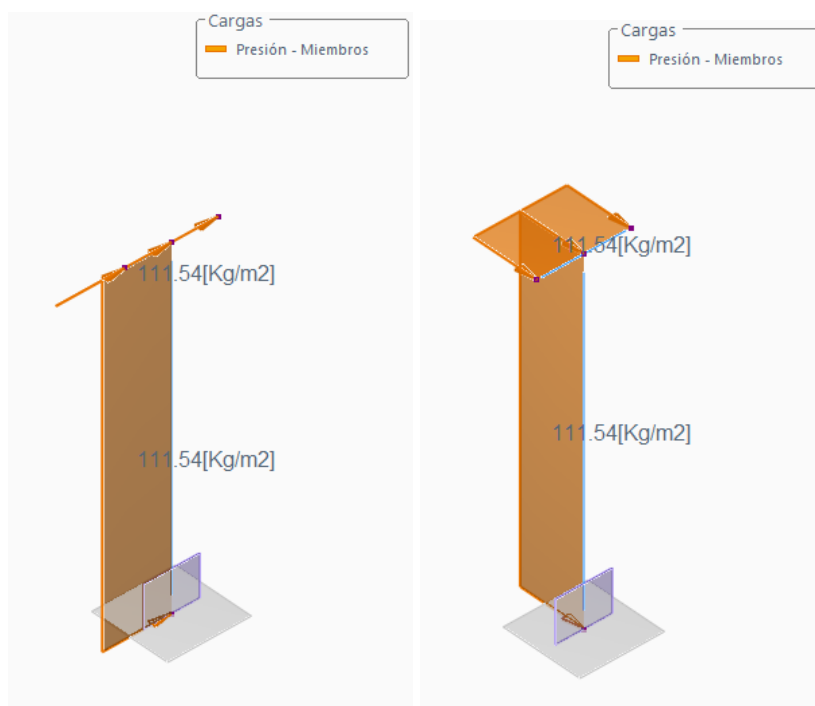 Cargas
Presión - Miembros
111.54[Kg/m2]
111.54[Kg/m2]
Cargas
Presión - Miembros
111.54[Kg/m2]
111.54[Kg/m2]